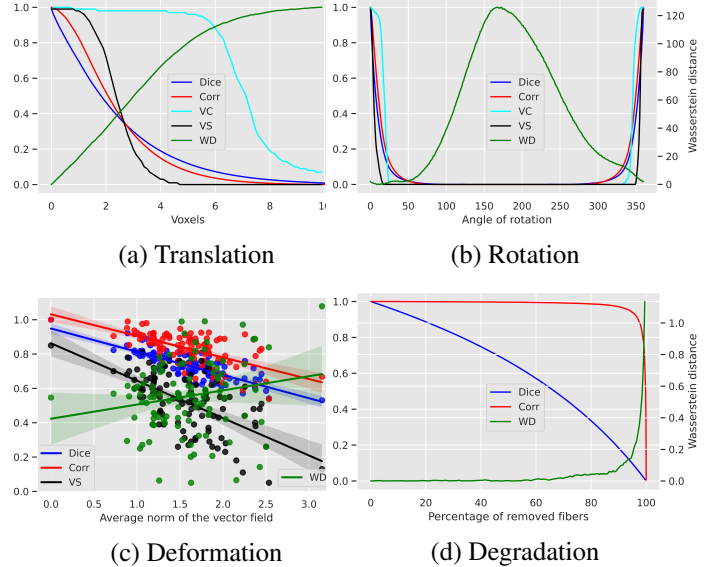 1.0
0.8
0.6
0.4
0.2
0.0
Dice
Corr
VC
VS
WD
0 2 4 6 8 10
Voxels
(a) Translation
1.0
0.8
0.6
0.4
0.2
0.0
Dice
Corr
VC
VS
WD
120
100
80
60
40
20
0
Wasserstein distance
0 50 100 150 200 250 300 350
Angle of rotation
(b) Rotation
1.0
0.8
0.6
0.4
0.2
0.0
Dice
Corr
VS
WD
0.0 0.5 1.0 1.5 2.0 2.5 3.0
Average norm of the vector field
(c) Deformation
1.0
0.8
0.6
0.4
0.2
0.0
Dice
Corr
WD
1.0
0.8
0.6
0.4
0.2
0.0
Wasserstein distance
0 20 40 60 80 100
Percentage of removed fibers
(d) Degradation